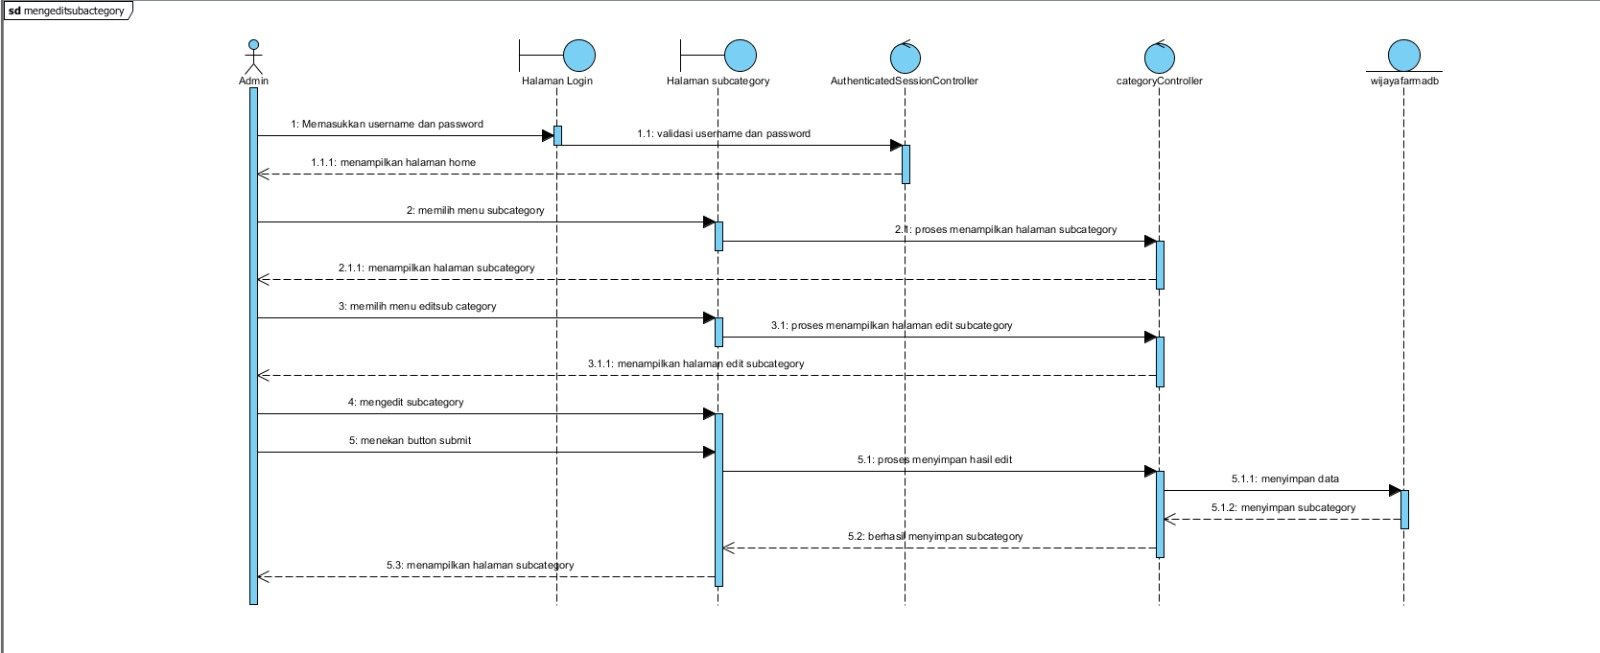 sd mengeditsubactegory
Admin
Halaman Login
Halaman subcategory
AuthenticatedSessionController
categoryController
wijayafarmadb
1: Memasukkan username dan password
1.1: validasi username dan password
1.1.1: menampilkan halaman home
2: memilih menu subcategory
2.1: proses menampilkan halaman subcategory
2.1.1: menampilkan halaman subcategory
3: memilih menu editsub category
3.1: proses menampilkan halaman edit subcategory
3.1.1: menampilkan halaman edit subcategory
4: mengedit subcategory
5: menekan button submit
5.1: proses menyimpan hasil edit
5.1.1: menyimpan data
5.1.2: menyimpan subcategory
5.2: berhasil menyimpan subcategory
5.3: menampilkan halaman subcategory